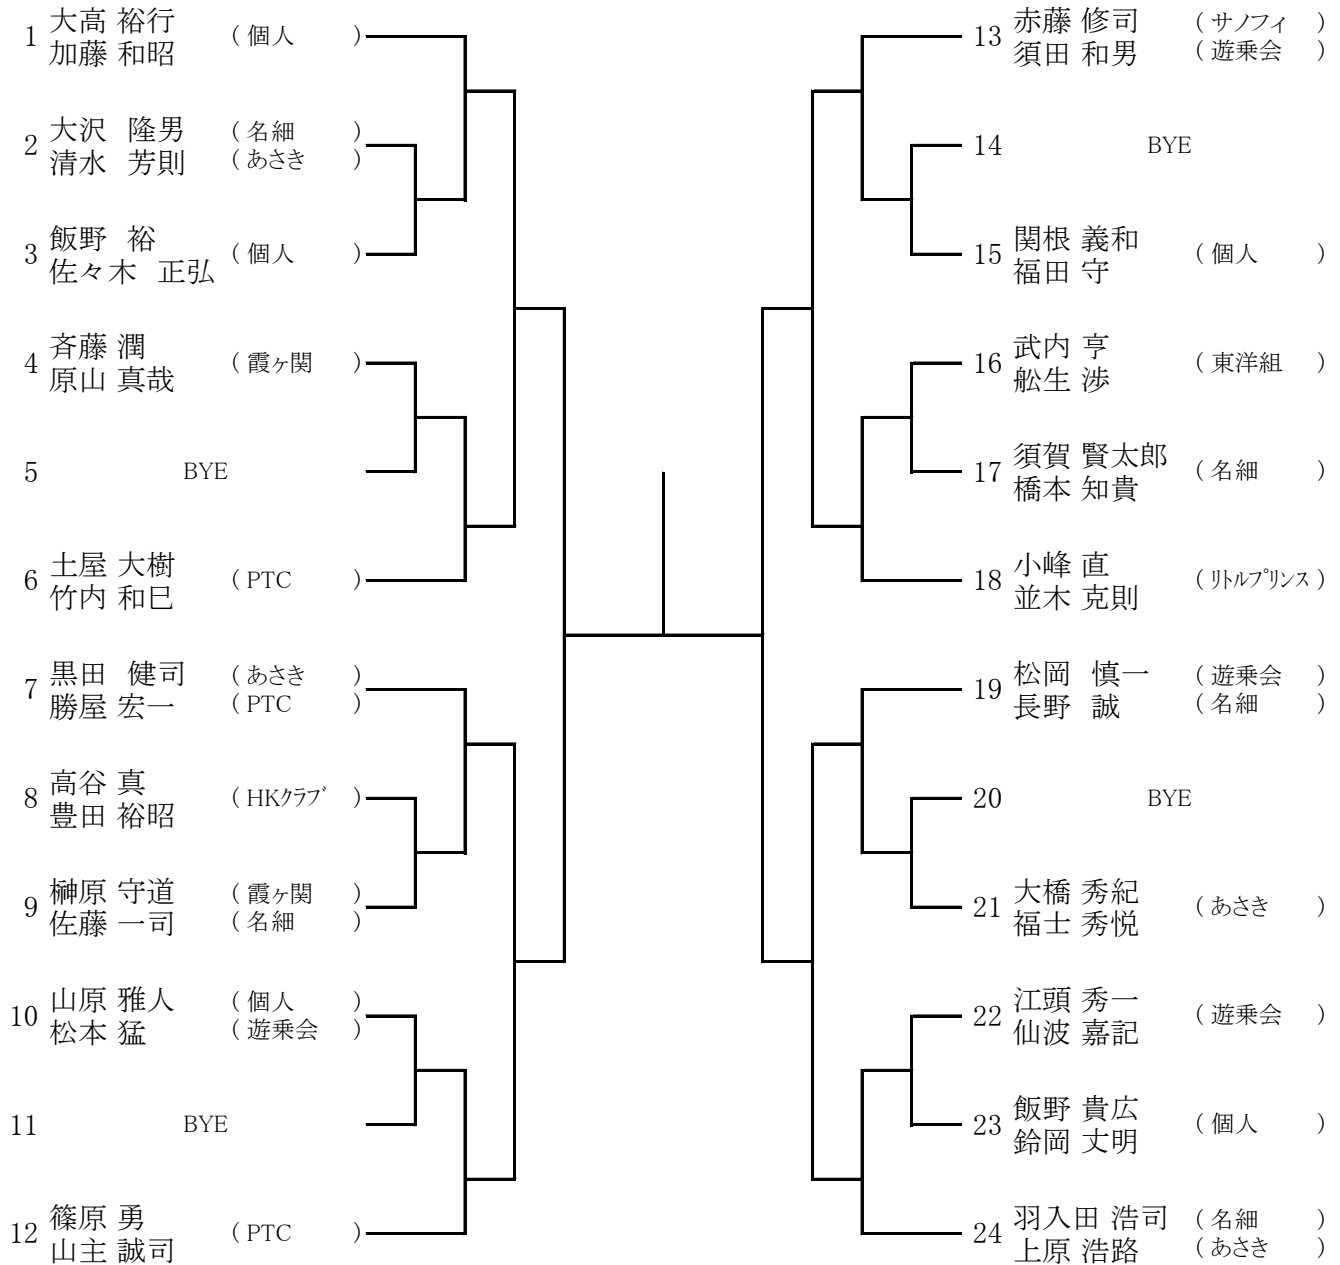 1 大高 裕行 (個人)
加藤 和昭
2 大沢 隆男 (名細)
清水 芳則 (あさき)
3 飯野 裕 (個人)
佐々木 正弘
4 斉藤 潤 (霞ヶ関)
原山 真哉
5 BYE
6 土屋 大樹 (PTC)
竹内 和巳
7 黒田 健司 (あさき)
勝屋 宏一 (PTC)
8 高谷 真 (HKクラブ)
豊田 裕昭
9 榊原 守道 (霞ヶ関)
佐藤 一司 (名細)
10 山原 雅人 (個人)
松本 猛 (遊乗会)
11 BYE
12 篠原 勇 (PTC)
山主 誠司
13 赤藤 修司 (サノフィ)
須田 和男 (遊乗会)
14 BYE
15 関根 義和 (個人)
福田 守
16 武内 亨 (東洋組)
舩生 渉
17 須賀 賢太郎 (名細)
橋本 知貴
18 小峰 直 (リトルプリンス)
並木 克則
19 松岡 慎一 (遊乗会)
長野 誠 (名細)
20 BYE
21 大橋 秀紀 (あさき)
福士 秀悦
22 江頭 秀一 (遊乗会)
仙波 嘉記
23 飯野 貴広 (個人)
鈴岡 丈明
24 羽入田 浩司 (名細)
上原 浩路 (あさき)